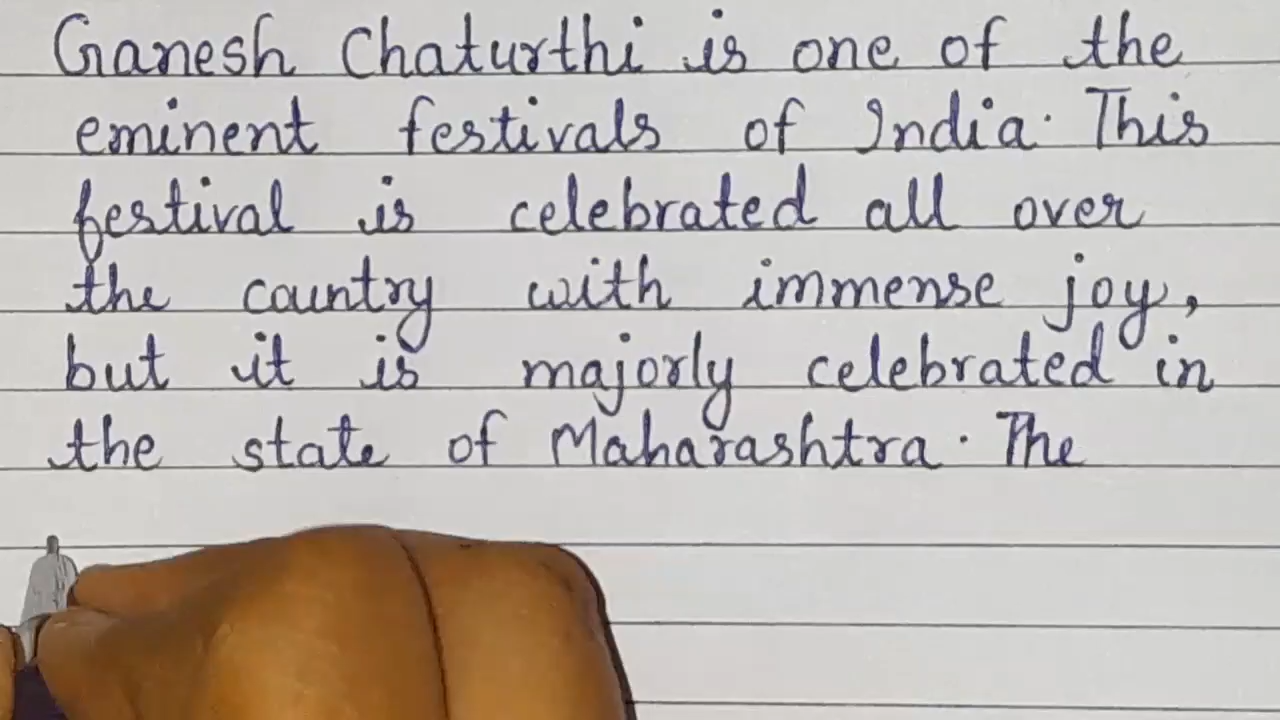 Ganesh Chaturthi is one of the
eminent festivals of India. This
festival is celebrated all over
the country with immense joy,
but it is majorly celebrated in
the state of Maharashtra. The